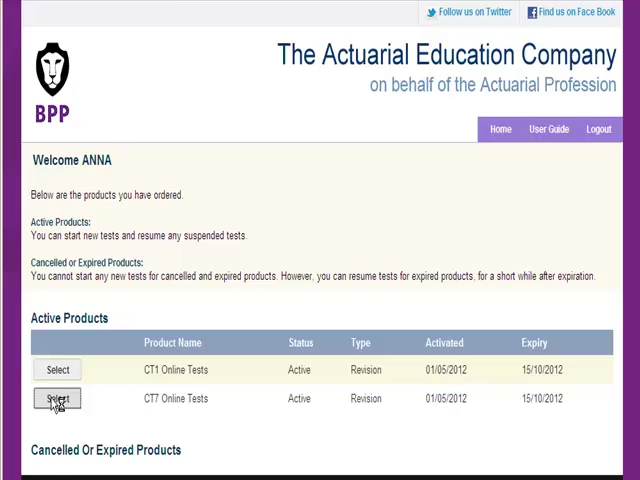 Follow us on Twitter Find us on Face Book
The Actuarial Education Company
on behalf of the Actuarial Profession
BPP
Home User Guide Logout
Welcome ANNA
Below are the products you have ordered.
Active Products:
You can start new tests and resume any suspended tests.
Cancelled or Expired Products:
You cannot start any new tests for cancelled and expired products. However, you can resume tests for expired products, for a short while after expiration.
Active Products
Product Name Status Type Activated Expiry
Select CT1 Online Tests Active Revision 01/05/2012 15/10/2012
Select CT7 Online Tests Active Revision 01/05/2012 15/10/2012
Cancelled Or Expired Products